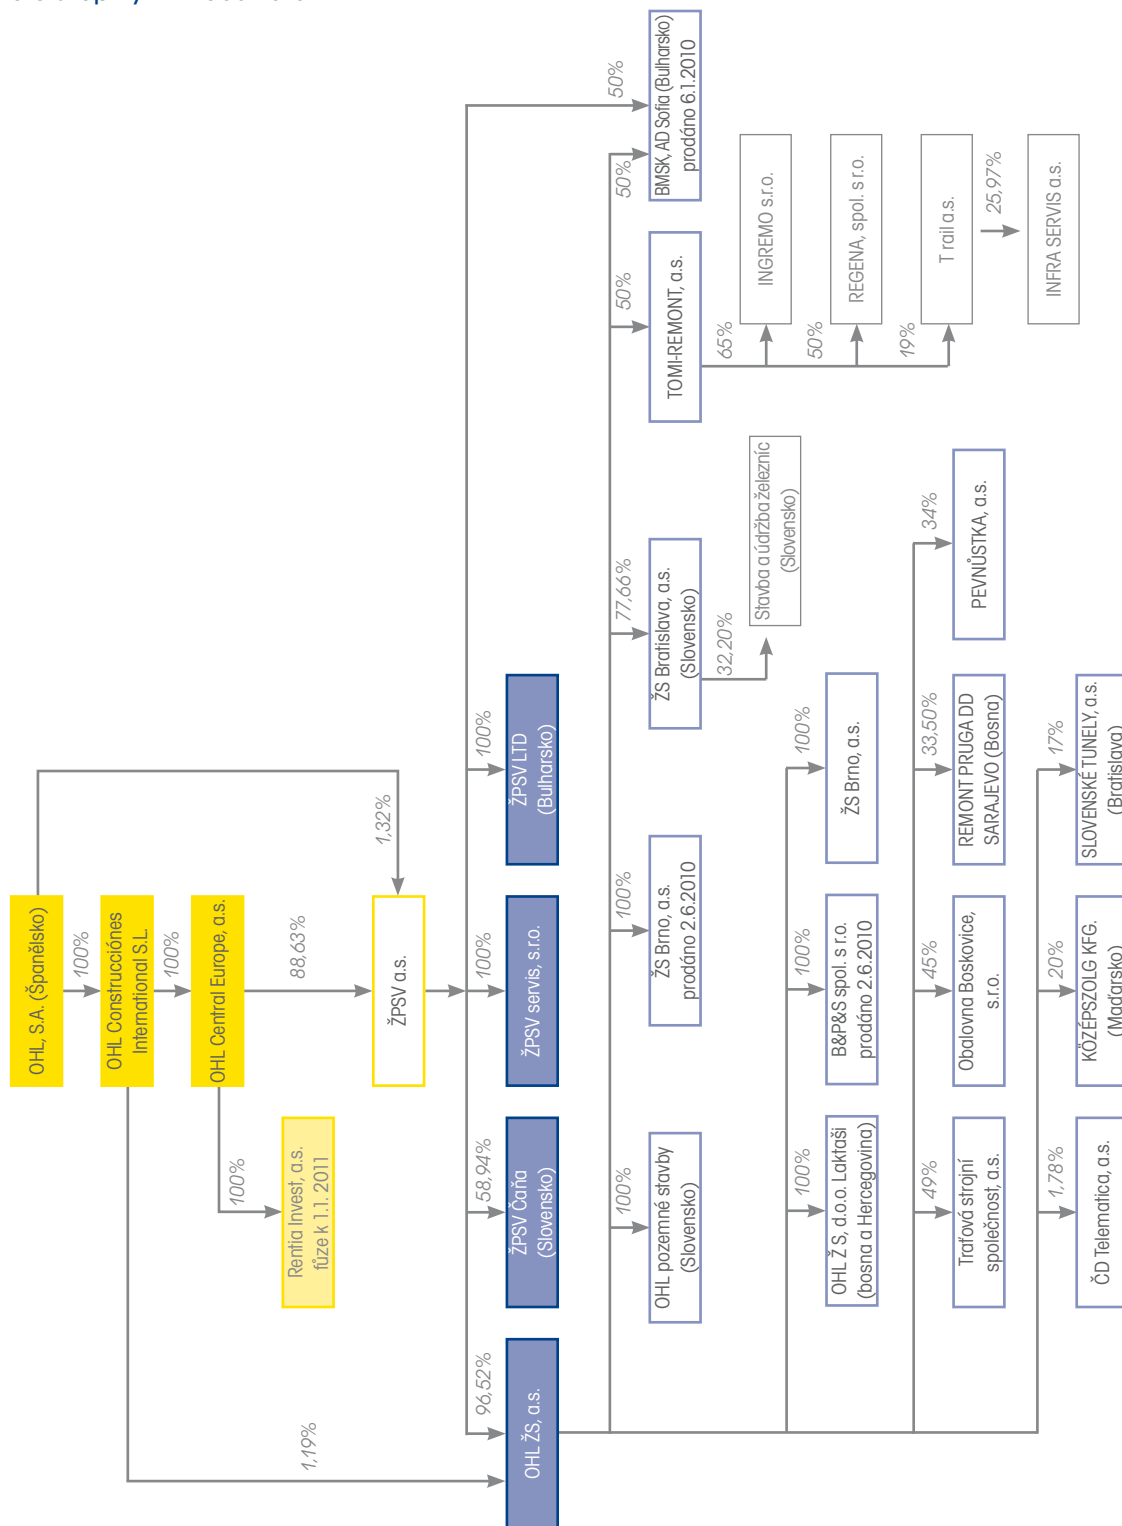 OHL, S.A. (Španělsko)
100%
1,32%
OHL Construcciónes
International S.L.
100%
1,19%
OHL Central Europe, a.s.
100%
88,63%
Rentia Invest, a.s.
fůze k 1.1. 2011
ŽPSV a.s.
96,52%
58,94%
100%
100%
50%
OHL ŽS, a.s.
ŽPSV Čaňa
(Slovensko)
ŽPSV servis, s.r.o.
ŽPSV LTD
(Bulharsko)
100%
100%
77,66%
50%
50%
OHL pozemné stavby
(Slovensko)
ŽS Brno, a.s.
prodáno 2.6.2010
ŽS Bratislava, a.s.
(Slovensko)
TOMI-REMONT, a.s.
BMSK, AD Sofia (Bulharsko)
prodáno 6.1.2010
32,20%
Stavba a údržba železníc
(Slovensko)
65%
INGREMO s.r.o.
50%
REGENA, spol. s r.o.
19%
T rail a.s.
25,97%
INFRA SERVIS a.s.
100%
100%
100%
OHL Ž S, d.o.o. Laktaši
(bosna a Hercegovina)
B&P&S spol. s r.o.
prodáno 2.6.2010
ŽS Brno, a.s.
49%
45%
33,50%
34%
Traťová strojní
společnost, a.s.
Obalovna Boskovice,
s.r.o.
REMONT PRUGA DD
SARAJEVO (Bosna)
PEVNŮSTKA, a.s.
1,78%
20%
17%
ČD Telematica, a.s.
KÖZÉPSZOLG KFG.
(Maďarsko)
SLOVENSKÉ TUNELY, a.s.
(Bratislava)